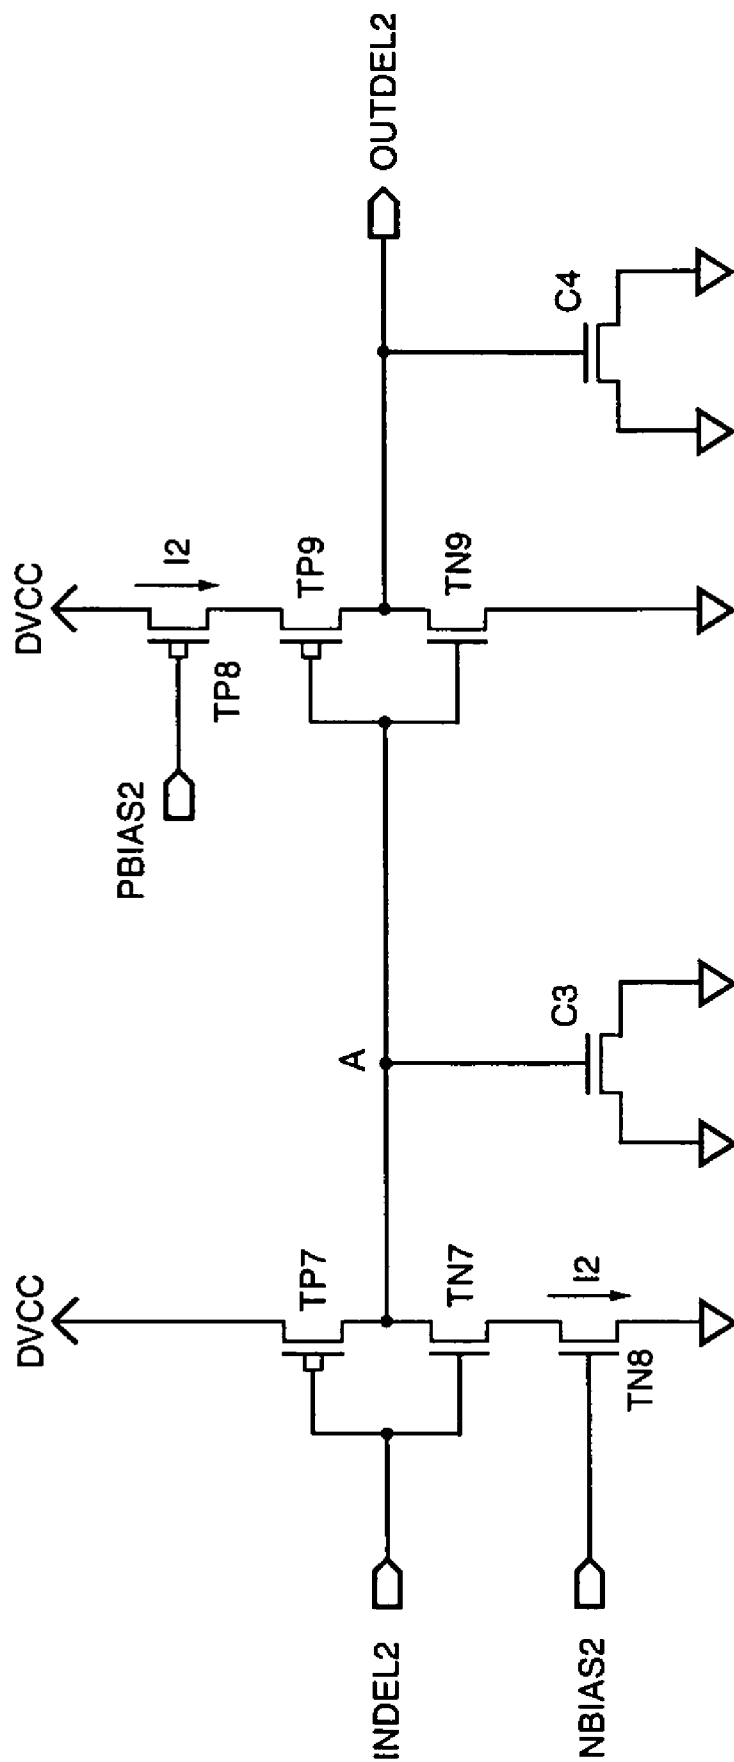 DVCC
DVCC
I2
PBIAS2
TP8
TP7
TP9
A
OUTDEL2
INDEL2
TN7
TN9
I2
C3
C4
NBIAS2
TN8